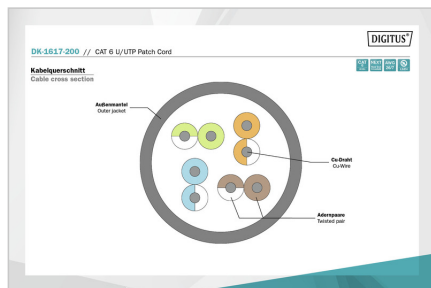 DIGITUS®
DK-1617-200 // CAT 6 U/UTP Patch Cord
Kabelquerschnitt
Cable cross section
Außenmantel
Outer jacket
Cu-Draht
Cu-Wire
Adernpaare
Twisted pair